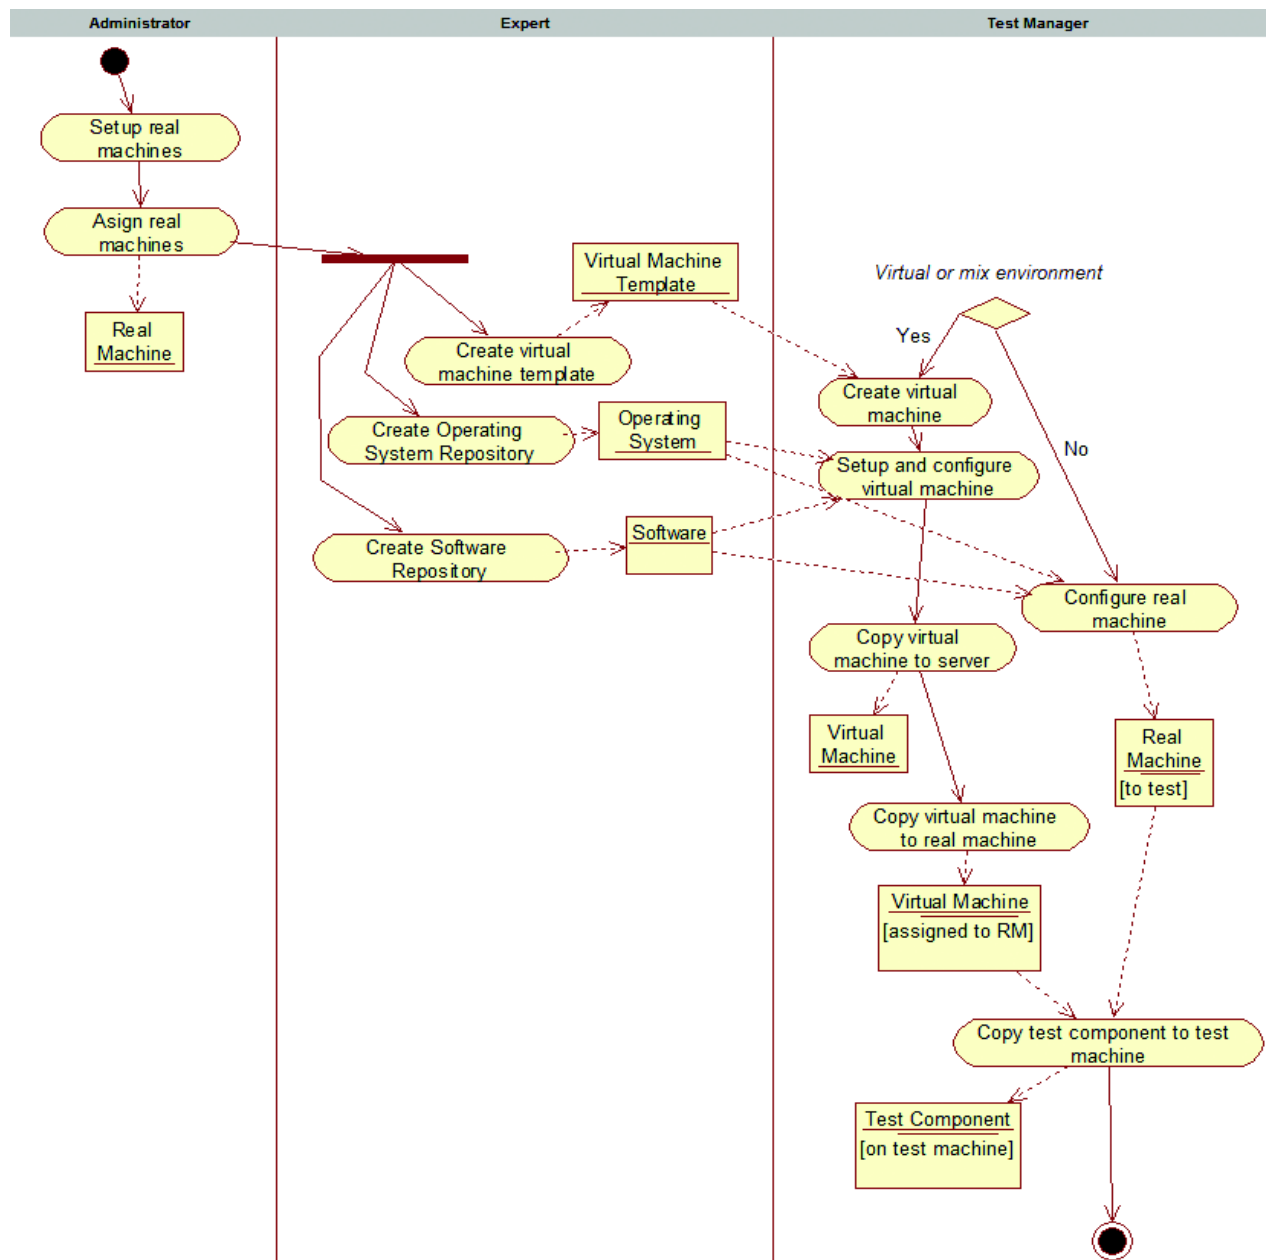 Administrator
Expert
Test Manager
Setup real
machines
Asign real
machines
Real
Machine
Virtual Machine
Template
Create virtual
machine template
Create Operating
System Repository
Operating
System
Create Software
Repository
Software
Virtual or mix environment
Yes
No
Create virtual
machine
Setup and configure
virtual machine
Configure real
machine
Copy virtual
machine to server
Virtual
Machine
Real
Machine
[to test]
Copy virtual machine
to real machine
Virtual Machine
[assigned to RM]
Copy test component to test
machine
Test Component
[on test machine]